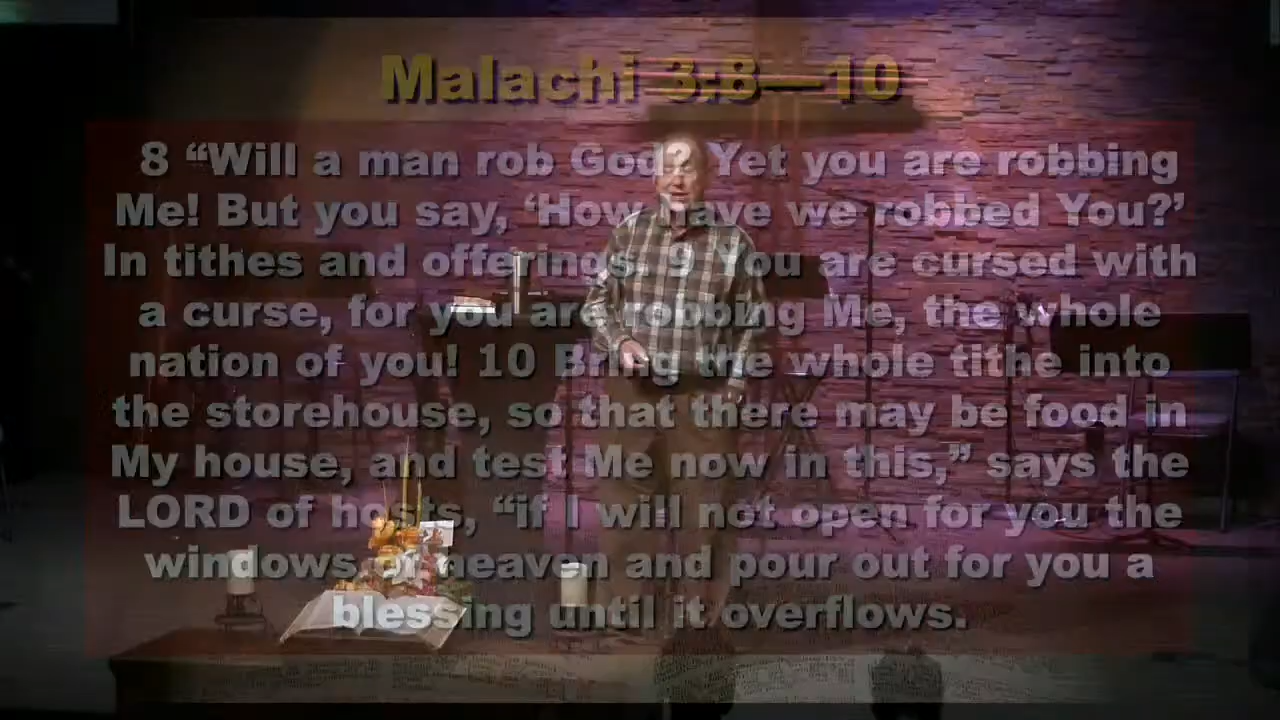 Malachi 3:8—10
8 “Will a man rob God? Yet you are robbing
Me! But you say, ‘How have we robbed You?’
In tithes and offerings. 9 You are cursed with
a curse, for you are robbing Me, the whole
nation of you! 10 Bring the whole tithe into
the storehouse, so that there may be food in
My house, and test Me now in this,” says the
LORD of hosts, “if I will not open for you the
windows of heaven and pour out for you a
blessing until it overflows.